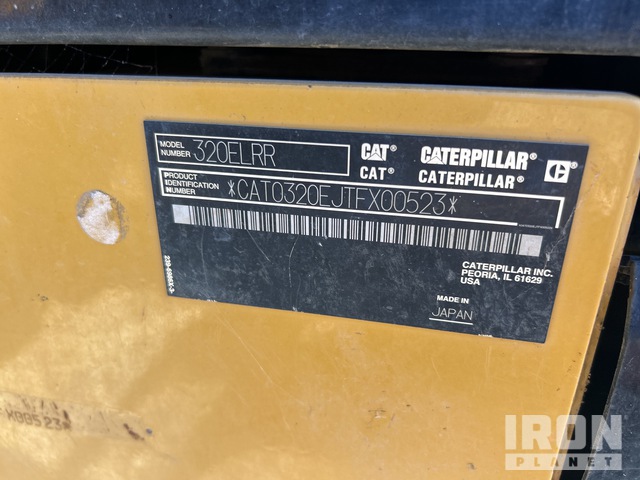 MODEL NUMBER 320ELRR
CAT® CATERPILLAR®
CAT® CATERPILLAR®
PRODUCT IDENTIFICATION NUMBER *CAT0320EJTFX00523*
CATERPILLAR INC.
PEORIA, IL 61629
USA
MADE IN
JAPAN
IRON
PLANET